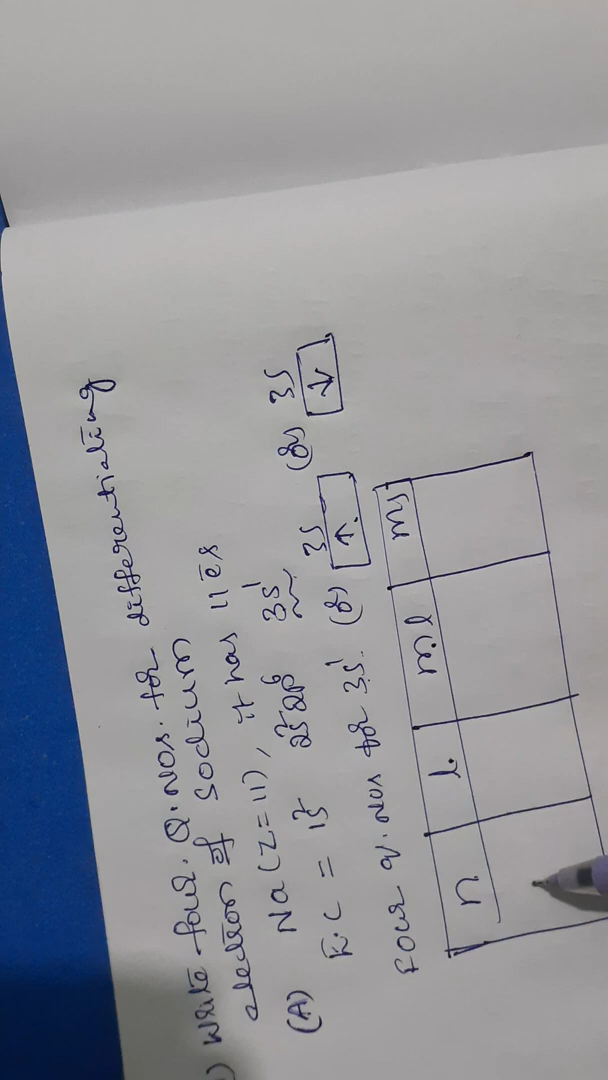 ) Write four. Q. Nos. for differentiating
electron of Sodium
(A) Na (Z=11), it has 11es
E.C = 1s² 2s² 2p⁶ 3s¹
Four q. nos for 3s¹. (or) 3s ↑ (or) 3s ↓
n l. ml ms